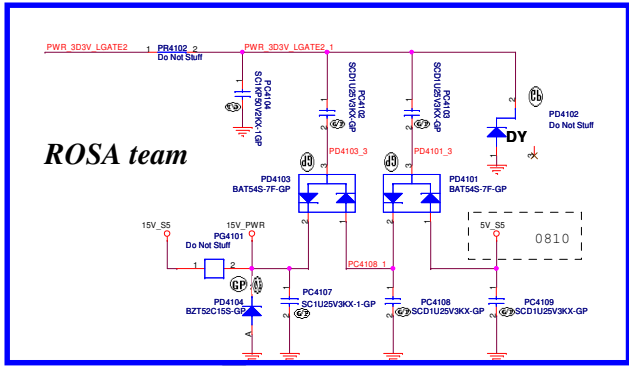 PWR_3D3V_LGATE2 1 PR4102 2 PWR_3D3V_LGATE2_1
Do Not Stuff
PC4104
SC1KP50V2KX-1GP
PC4102
SCD1U25V3KX-GP
PC4103
SCD1U25V3KX-GP
PD4102
Do Not Stuff
DY
ROSA team
PD4103_3
PD4101_3
PD4103
BAT54S-7F-GP
PD4101
BAT54S-7F-GP
15V_S5
15V_PWR
PG4101
Do Not Stuff
5V_S5
0810
PC4108_1
GP
PD4104
BZT52C15S-GP
PC4107
SC1U25V3KX-1-GP
PC4108
SCD1U25V3KX-GP
PC4109
SCD1U25V3KX-GP